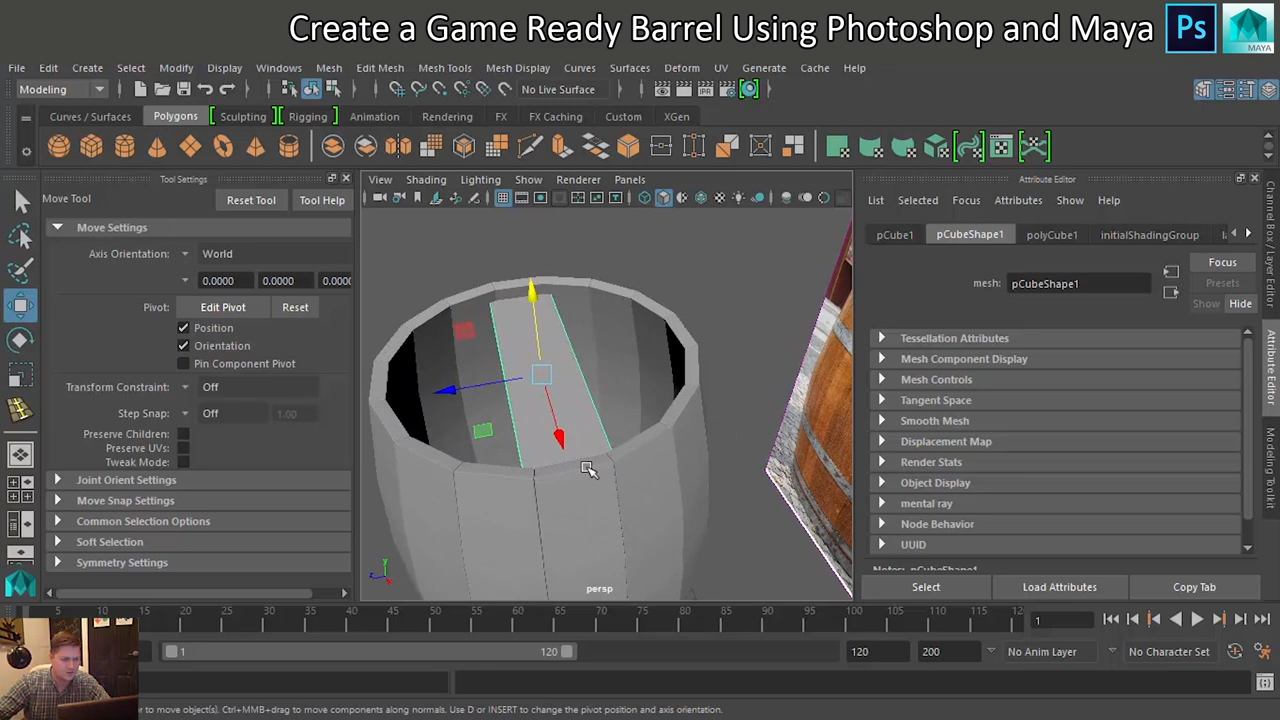 Create a Game Ready Barrel Using Photoshop and Maya Ps MAYA
File Edit Create Select Modify Display Windows Mesh Edit Mesh Mesh Tools Mesh Display Curves Surfaces Deform UV Generate Cache Help
Modeling No Live Surface
Curves / Surfaces Polygons Sculpting Rigging Animation Rendering FX FX Caching Custom XGen
IPR
Tool Settings
Move Tool Reset Tool Tool Help
Move Settings
Axis Orientation: World
0.0000 0.0000 0.0000
Pivot: Edit Pivot Reset
Position
Orientation
Pin Component Pivot
Transform Constraint: Off
Step Snap: Off 1.00
Preserve Children:
Preserve UVs:
Tweak Mode:
Joint Orient Settings
Move Snap Settings
Common Selection Options
Soft Selection
Symmetry Settings
View Shading Lighting Show Renderer Panels
y
z
persp
Attribute Editor
List Selected Focus Attributes Show Help
pCube1 pCubeShape1 polyCube1 initialShadingGroup
Focus
mesh: pCubeShape1 Presets
Show Hide
Tessellation Attributes
Mesh Component Display
Mesh Controls
Tangent Space
Smooth Mesh
Displacement Map
Render Stats
Object Display
mental ray
Node Behavior
UUID
Notes: pCubeShape1
Select Load Attributes Copy Tab
Channel Box / Layer Editor
Attribute Editor
Modeling Toolkit
5 10 15 20 25 30 35 40 45 50 55 60 65 70 75 80 85 90 95 100 105 110 115 12 1
1 120 120 200 No Anim Layer No Character Set
to move object(s). Ctrl+MMB+drag to move components along normals. Use D or INSERT to change the pivot position and axis orientation.